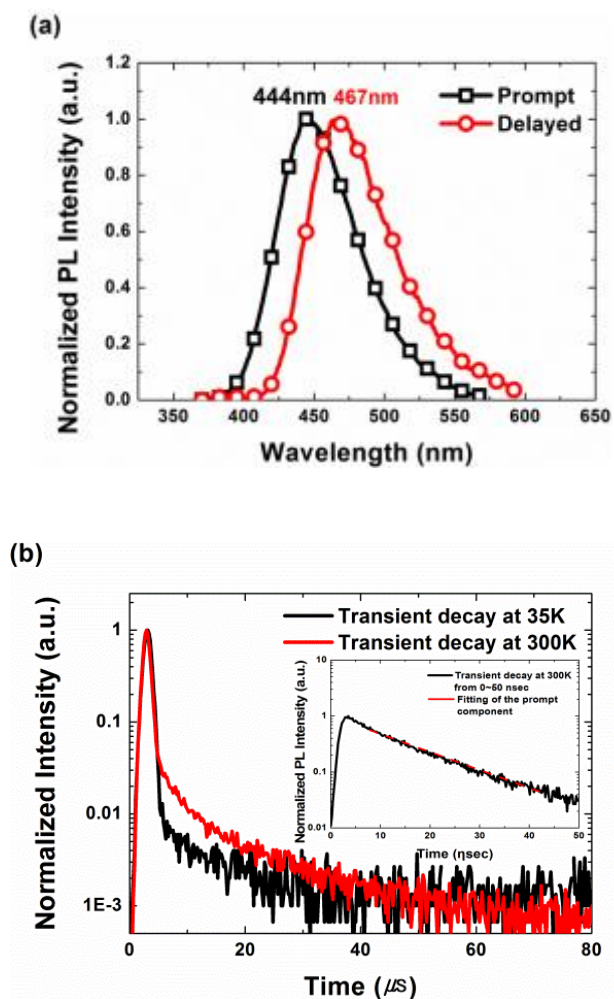 (a)
444nm 467nm
Prompt
Delayed
1.2
1.0
0.8
0.6
0.4
0.2
0.0
Normalized PL Intensity (a.u.)
350 400 450 500 550 600 650
Wavelength (nm)
(b)
Transient decay at 35K
Transient decay at 300K
1
0.1
0.01
1E-3
Normalized Intensity (a.u.)
Transient decay at 300K
from 0~50 nsec
Fitting of the prompt
component
10
1
0.1
0.01
Normalized PL Intensity (a.u.)
0 10 20 30 40 50
Time (ηsec)
0 20 40 60 80
Time (μs)